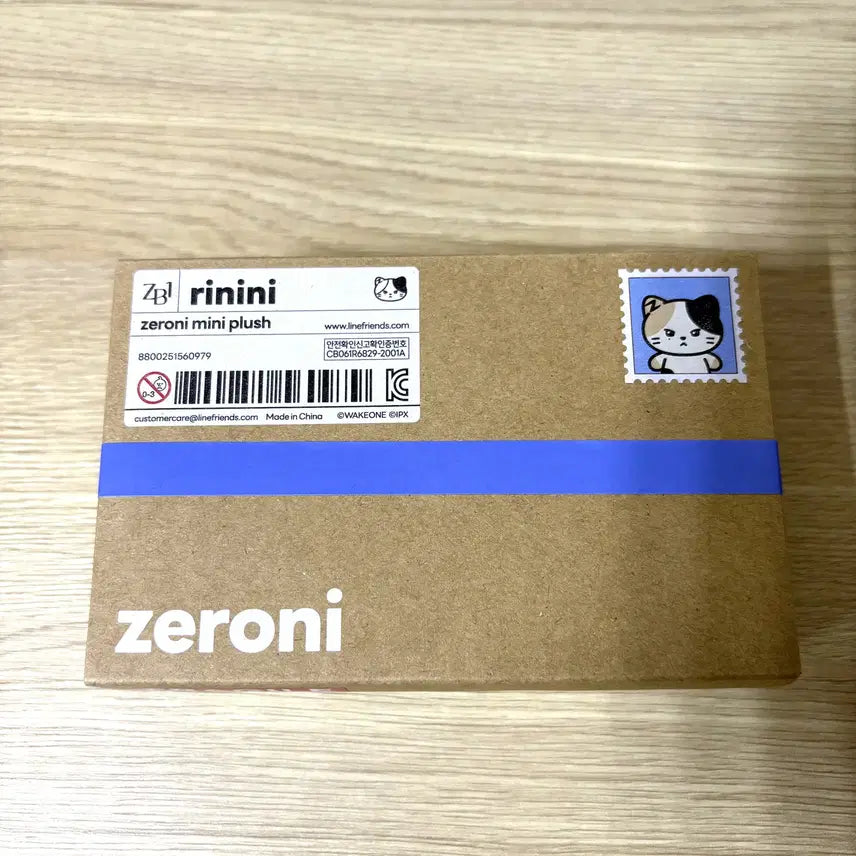 ZB1 rinini
zeroni mini plush www.linefriends.com
8800251560979
안전확인신고확인증번호
CB061R6829-2001A
0-3
customercare@linefriends.com Made in China ©WAKEONE ©IPX
Z
zeroni